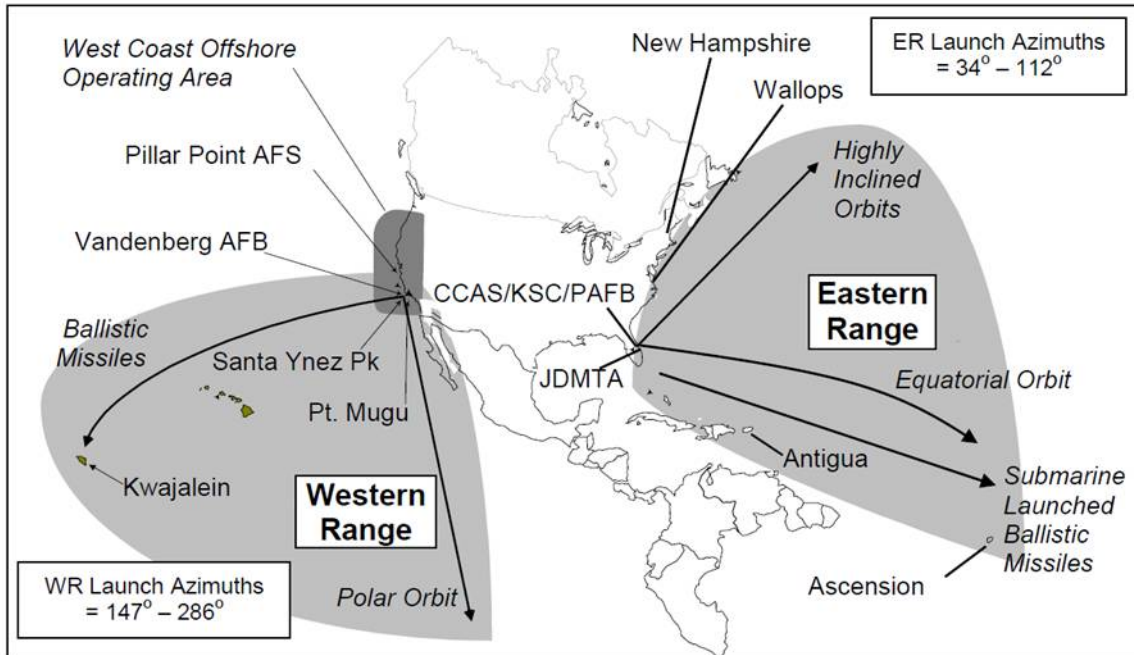 West Coast Offshore
Operating Area
New Hampshire
ER Launch Azimuths
= 34° – 112°
Wallops
Pillar Point AFS
Highly
Inclined
Orbits
Vandenberg AFB
CCAS/KSC/PAFB
Eastern
Range
Ballistic
Missiles
Santa Ynez Pk
JDMTA
Equatorial Orbit
Pt. Mugu
Antigua
Kwajalein
Western
Range
Submarine
Launched
Ballistic
Missiles
Ascension
WR Launch Azimuths
= 147° – 286°
Polar Orbit